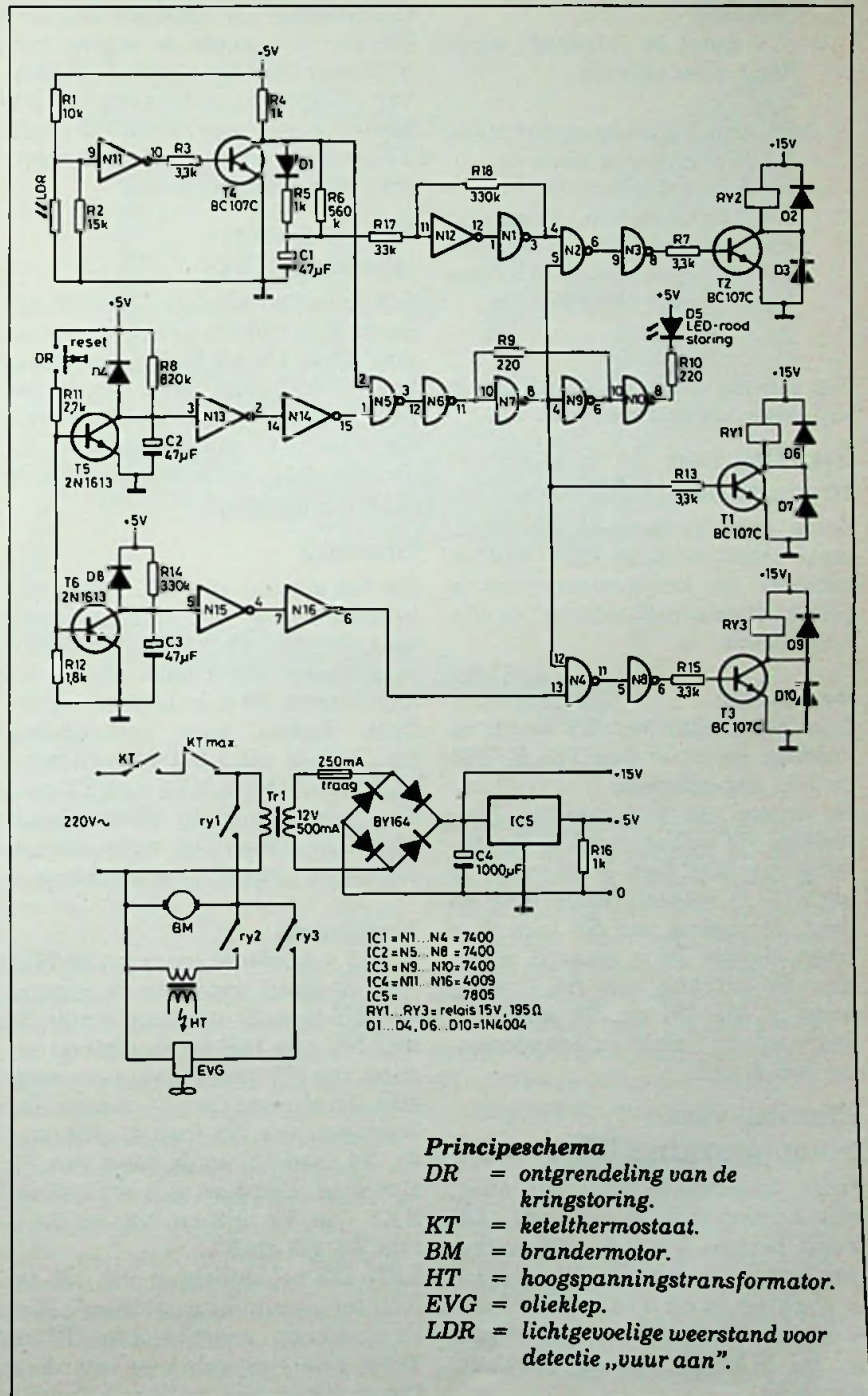 +5V
R1
10k
R4
1k
9
N11
10
R3
3,3k
D1
LDR
R2
15k
T4
BC107C
R5
1k
R6
560
k
C1
47µF
R17
33k
R18
330k
11
N12
12
1
N1
3
4
5
N2
6
9
N3
8
R7
3,3k
+15V
RY2
D2
D3
T2
BC107C
+5V
D5
LED-rood
storing
R10
220
+5V
reset
DR
R11
2,7k
D4
R8
820k
T5
2N1613
C2
47µF
3
N13
2
14
N14
15
2
1
N5
3
12
N6
11
R9
220
10
N7
8
4
N9
6
10
N10
8
+15V
RY1
D6
R13
3,3k
T1
BC107C
D7
+5V
T6
2N1613
D8
R14
330k
R12
1,8k
C3
47µF
5
N15
4
7
N16
6
12
13
N4
11
5
N8
6
R15
3,3k
+15V
RY3
D9
D10
T3
BC107C
KT
KT max
220V~
ry1
Tr1
250mA
traag
12V
500mA
BY164
C4
1000µF
IC5
+15V
+5V
R16
1k
0
BM
ry2
ry3
HT
EVG
IC1 = N1...N4 = 7400
IC2 = N5...N8 = 7400
IC3 = N9...N10 = 7400
IC4 = N11...N16 = 4009
IC5 = 7805
RY1...RY3 = relais 15V, 195Ω
D1...D4, D6...D10 = 1N4004
Principeschema
DR = ontgrendeling van de
kringstoring.
KT = ketelthermostaat.
BM = brandermotor.
HT = hoogspanningstransformator.
EVG = olieklep.
LDR = lichtgevoelige weerstand voor
detectie „vuur aan”.